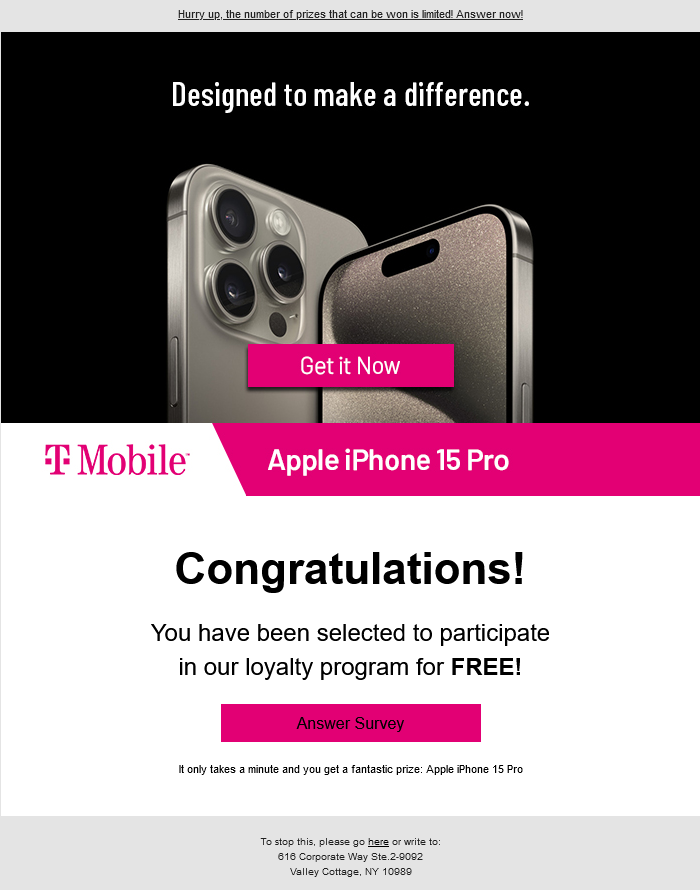 Hurry up, the number of prizes that can be won is limited! Answer now!
Designed to make a difference.
Get it Now
T Mobile™
Apple iPhone 15 Pro
Congratulations!
You have been selected to participate
in our loyalty program for FREE!
Answer Survey
It only takes a minute and you get a fantastic prize: Apple iPhone 15 Pro
To stop this, please go here or write to:
616 Corporate Way Ste.2-9092
Valley Cottage, NY 10989